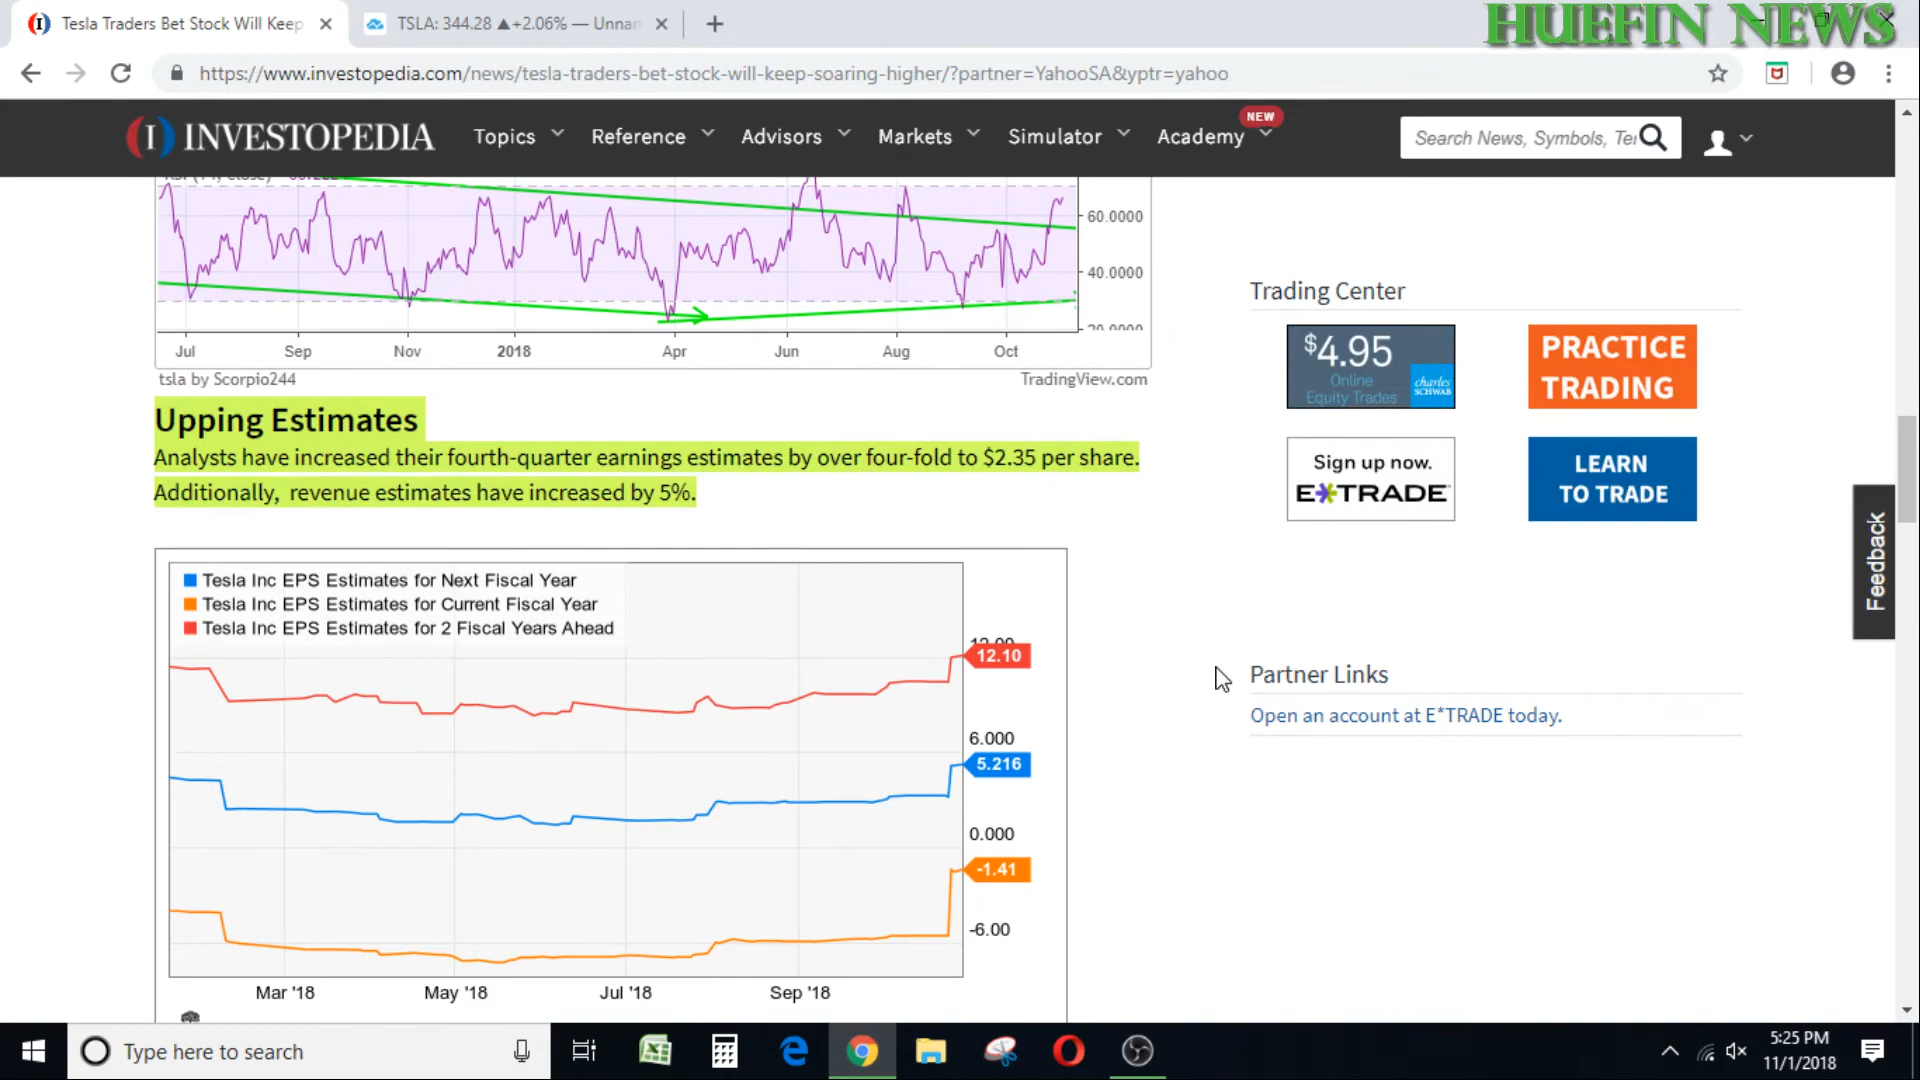 Tesla Traders Bet Stock Will Keep
TSLA: 344.28 ▲+2.06% — Unnan
HUEFIN NEWS
https://www.investopedia.com/news/tesla-traders-bet-stock-will-keep-soaring-higher/?partner=YahooSA&yptr=yahoo
INVESTOPEDIA
Topics
Reference
Advisors
Markets
Simulator
Academy
NEW
Search News, Symbols, Ter
60.0000
40.0000
20.0000
Jul Sep Nov 2018 Apr Jun Aug Oct
tsla by Scorpio244
TradingView.com
Upping Estimates
Analysts have increased their fourth-quarter earnings estimates by over four-fold to $2.35 per share.
Additionally, revenue estimates have increased by 5%.
Tesla Inc EPS Estimates for Next Fiscal Year
Tesla Inc EPS Estimates for Current Fiscal Year
Tesla Inc EPS Estimates for 2 Fiscal Years Ahead
12.00
12.10
6.000
5.216
0.000
-1.41
-6.00
Mar '18 May '18 Jul '18 Sep '18
Trading Center
$4.95
Online
Equity Trades
charles
SCHWAB
PRACTICE
TRADING
Sign up now.
E*TRADE
LEARN
TO TRADE
Feedback
Partner Links
Open an account at E*TRADE today.
Type here to search
5:25 PM
11/1/2018